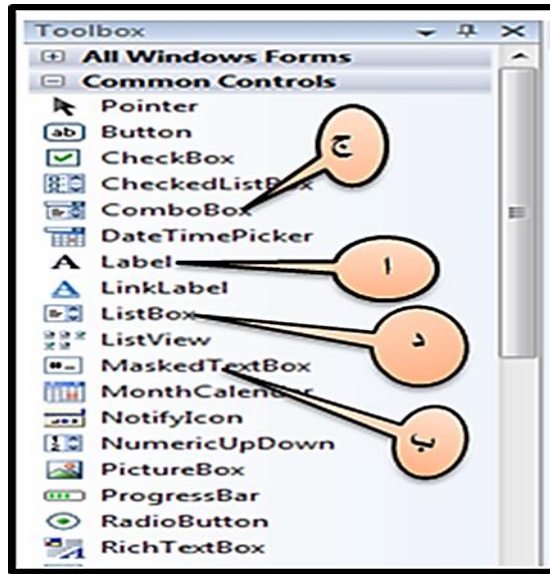 Toolbox
All Windows Forms
Common Controls
Pointer
ab Button
CheckBox
CheckedListBox
ج
ComboBox
DateTimePicker
A Label
ا
A LinkLabel
ListBox
د
ListView
MaskedTextBox
MonthCalendar
ب
NotifyIcon
NumericUpDown
PictureBox
ProgressBar
RadioButton
RichTextBox